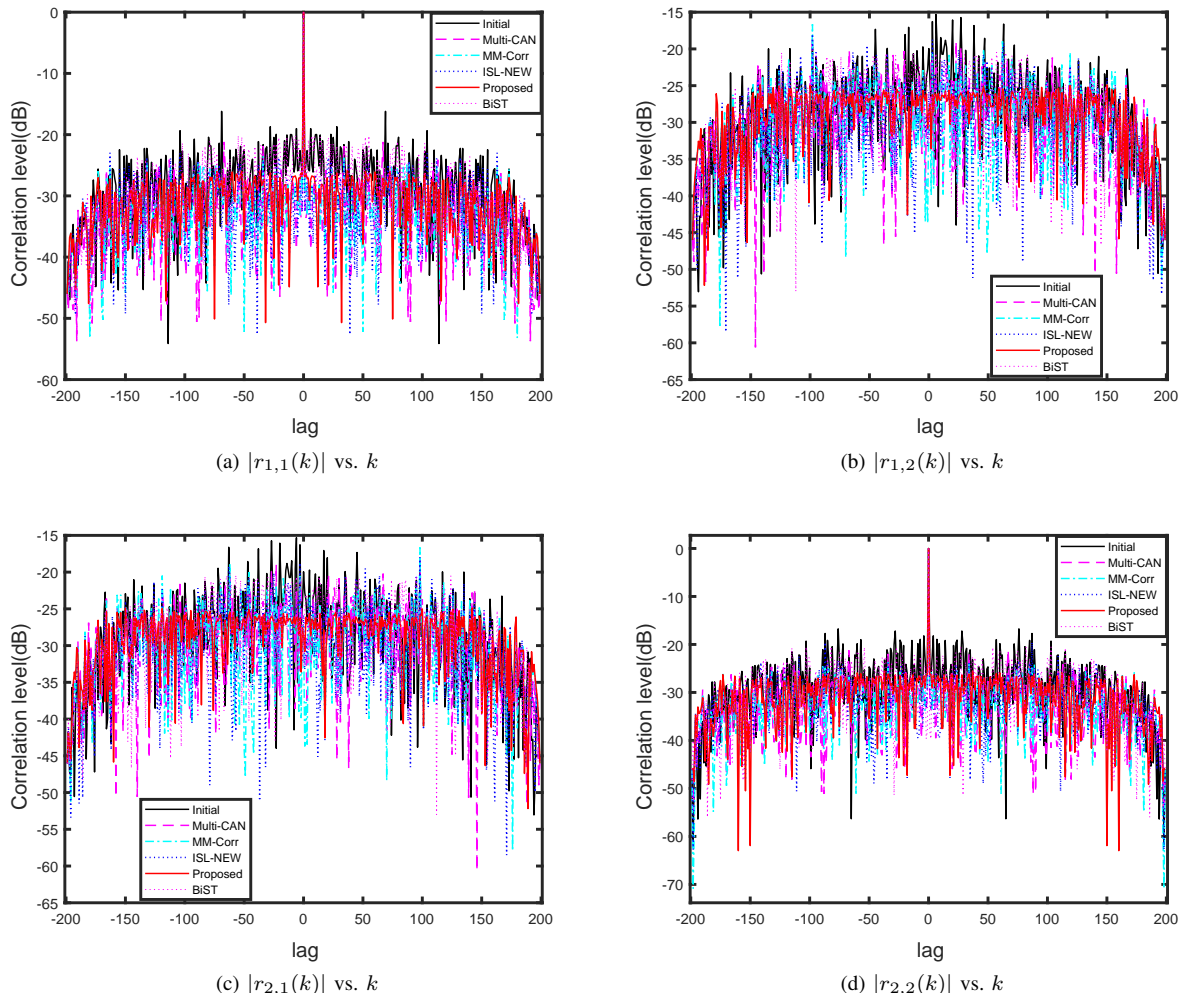 0
-10
-20
-30
-40
-50
-60
Correlation level(dB)
-200 -150 -100 -50 0 50 100 150 200
lag
Initial
Multi-CAN
MM-Corr
ISL-NEW
Proposed
BiST
(a) |r1,1(k)| vs. k
-15
-20
-25
-30
-35
-40
-45
-50
-55
-60
-65
Correlation level(dB)
-200 -150 -100 -50 0 50 100 150 200
lag
Initial
Multi-CAN
MM-Corr
ISL-NEW
Proposed
BiST
(b) |r1,2(k)| vs. k
-15
-20
-25
-30
-35
-40
-45
-50
-55
-60
-65
Correlation level(dB)
-200 -150 -100 -50 0 50 100 150 200
lag
Initial
Multi-CAN
MM-Corr
ISL-NEW
Proposed
BiST
(c) |r2,1(k)| vs. k
0
-10
-20
-30
-40
-50
-60
-70
Correlation level(dB)
-200 -150 -100 -50 0 50 100 150 200
lag
Initial
Multi-CAN
MM-Corr
ISL-NEW
Proposed
BiST
(d) |r2,2(k)| vs. k